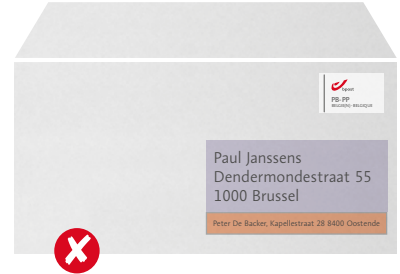 bpost
PB-PP
BELGIE(N)-BELGIQUE
Paul Janssens
Dendermondestraat 55
1000 Brussel
Peter De Backer, Kapellestraat 28 8400 Oostende